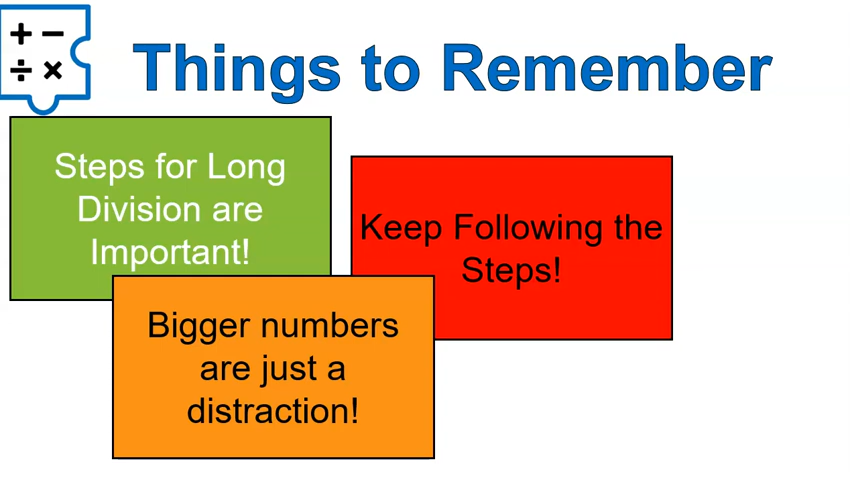 + −
÷ ×
Things to Remember
Steps for Long
Division are
Important!
Keep Following the
Steps!
Bigger numbers
are just a
distraction!